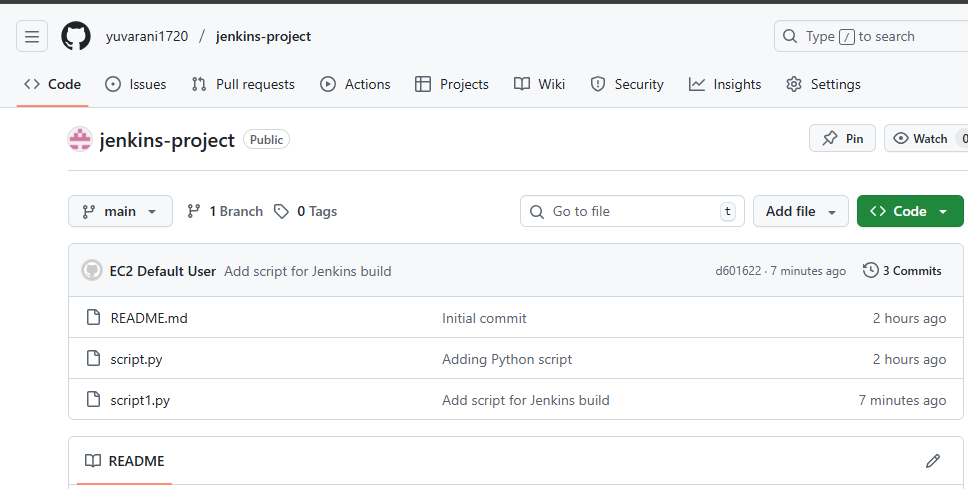 yuvarani1720 / jenkins-project
Type / to search
Code Issues Pull requests Actions Projects Wiki Security Insights Settings
jenkins-project Public
Pin Watch 0
main 1 Branch 0 Tags
Go to file t Add file Code
EC2 Default User Add script for Jenkins build d601622 · 7 minutes ago 3 Commits
README.md Initial commit 2 hours ago
script.py Adding Python script 2 hours ago
script1.py Add script for Jenkins build 7 minutes ago
README